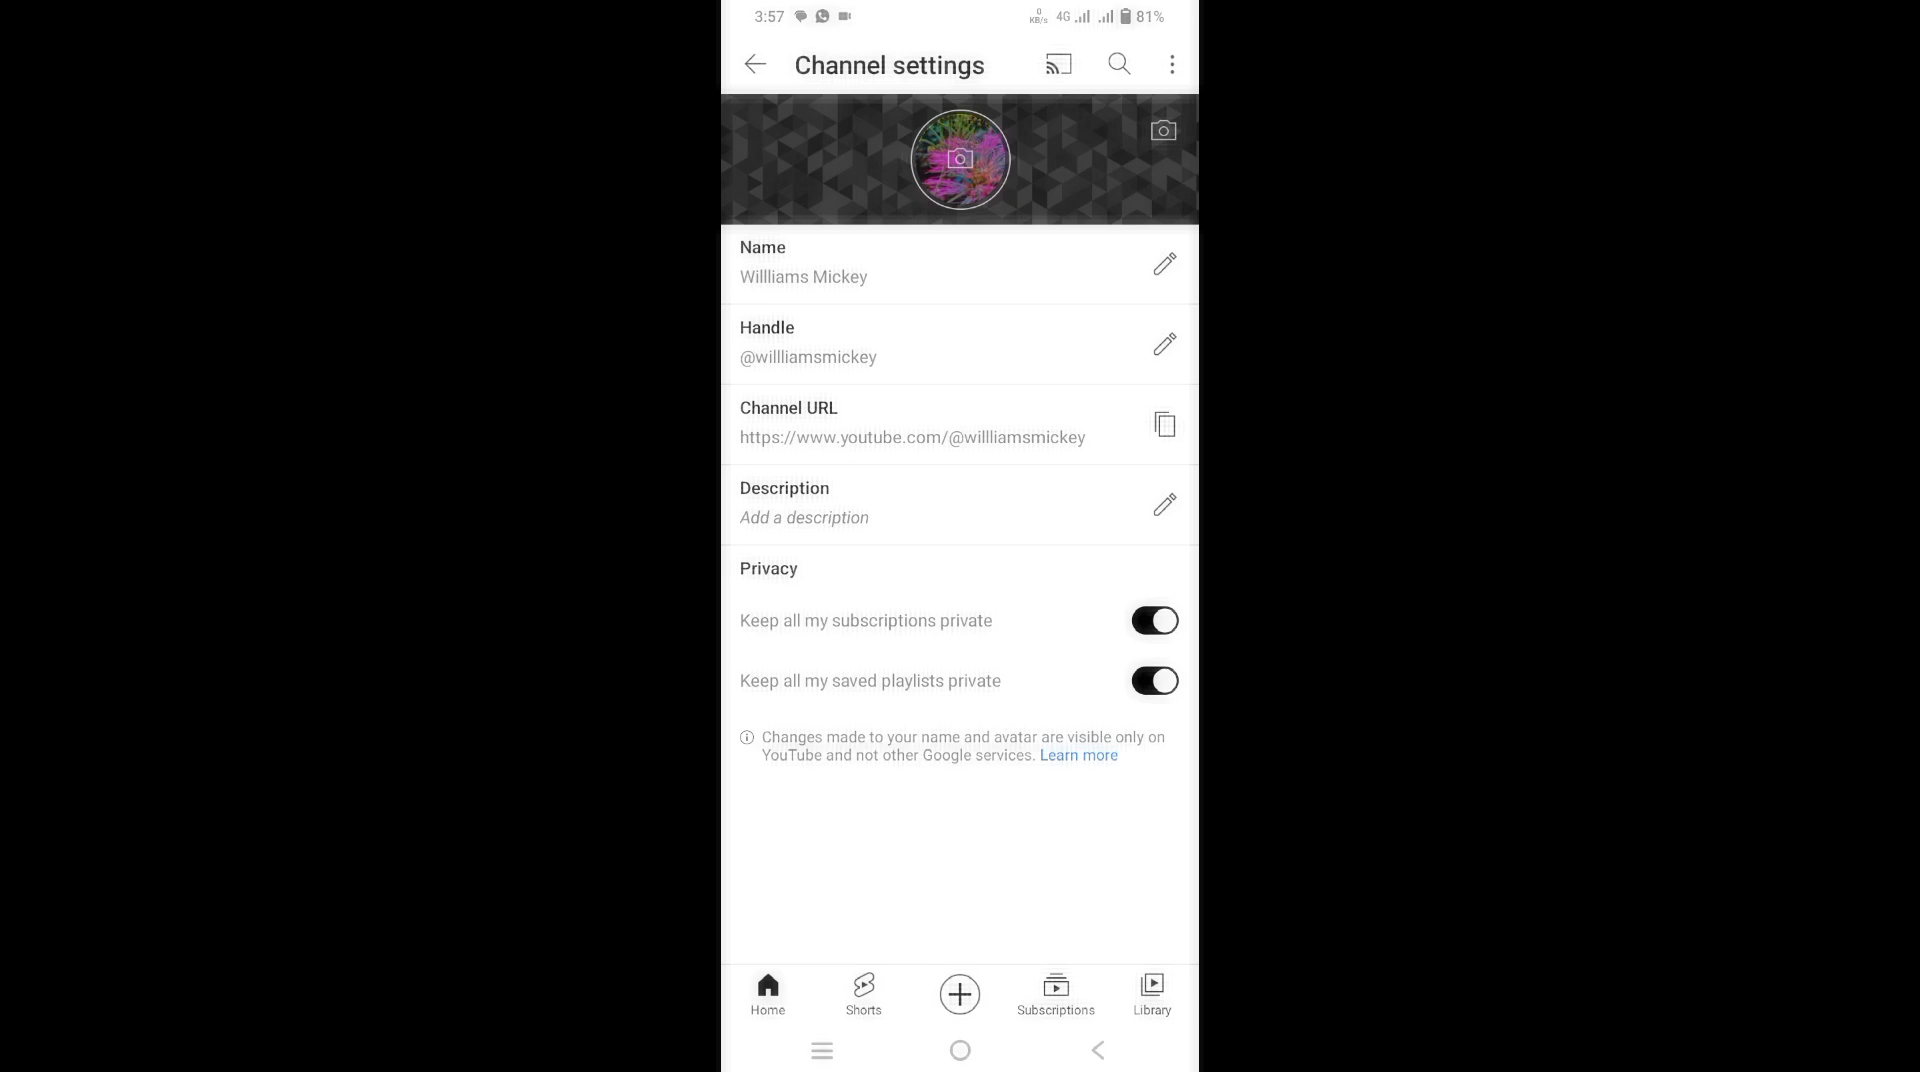 3:57 0 KB/s 4G 81%
Channel settings
Name
Willliams Mickey
Handle
@willliamsmickey
Channel URL
https://www.youtube.com/@willliamsmickey
Description
Add a description
Privacy
Keep all my subscriptions private
Keep all my saved playlists private
Changes made to your name and avatar are visible only on
YouTube and not other Google services. Learn more
Home Shorts Subscriptions Library